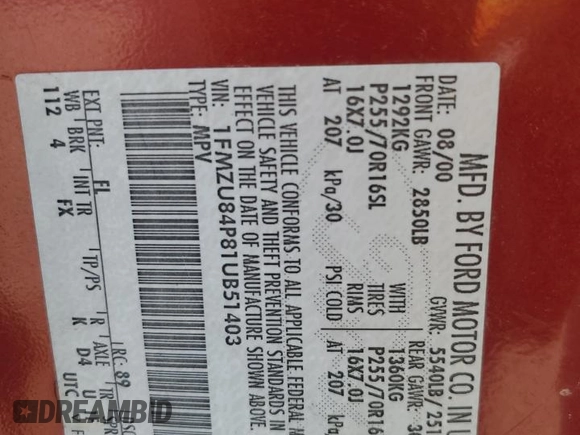 MFD. BY FORD MOTOR CO. IN U
08/00
GVWR: 5540LB/251
FRONT GAWR: 2850LB
REAR GAWR:
1292KG
WITH
1360KG
P255/70R16SL
TIRES
P255/70R16
16X7.0J
RIMS
16X7.0J
AT 207 kPa/30
PSI COLD
AT 207
THIS VEHICLE CONFORMS TO ALL APPLICABLE FEDERAL
VEHICLE SAFETY AND THEFT PREVENTION STANDARDS IN
EFFECT ON THE DATE OF MANUFACTURE SHOWN ABOVE.
VIN: 1FMZU84P81UB51403
TYPE: MPV
EXT PNT: FL
RC: 89
WB BRK INT TR TP/PS R AXLE TR
112 4 FX K D4 U
UTC
DREAMBID